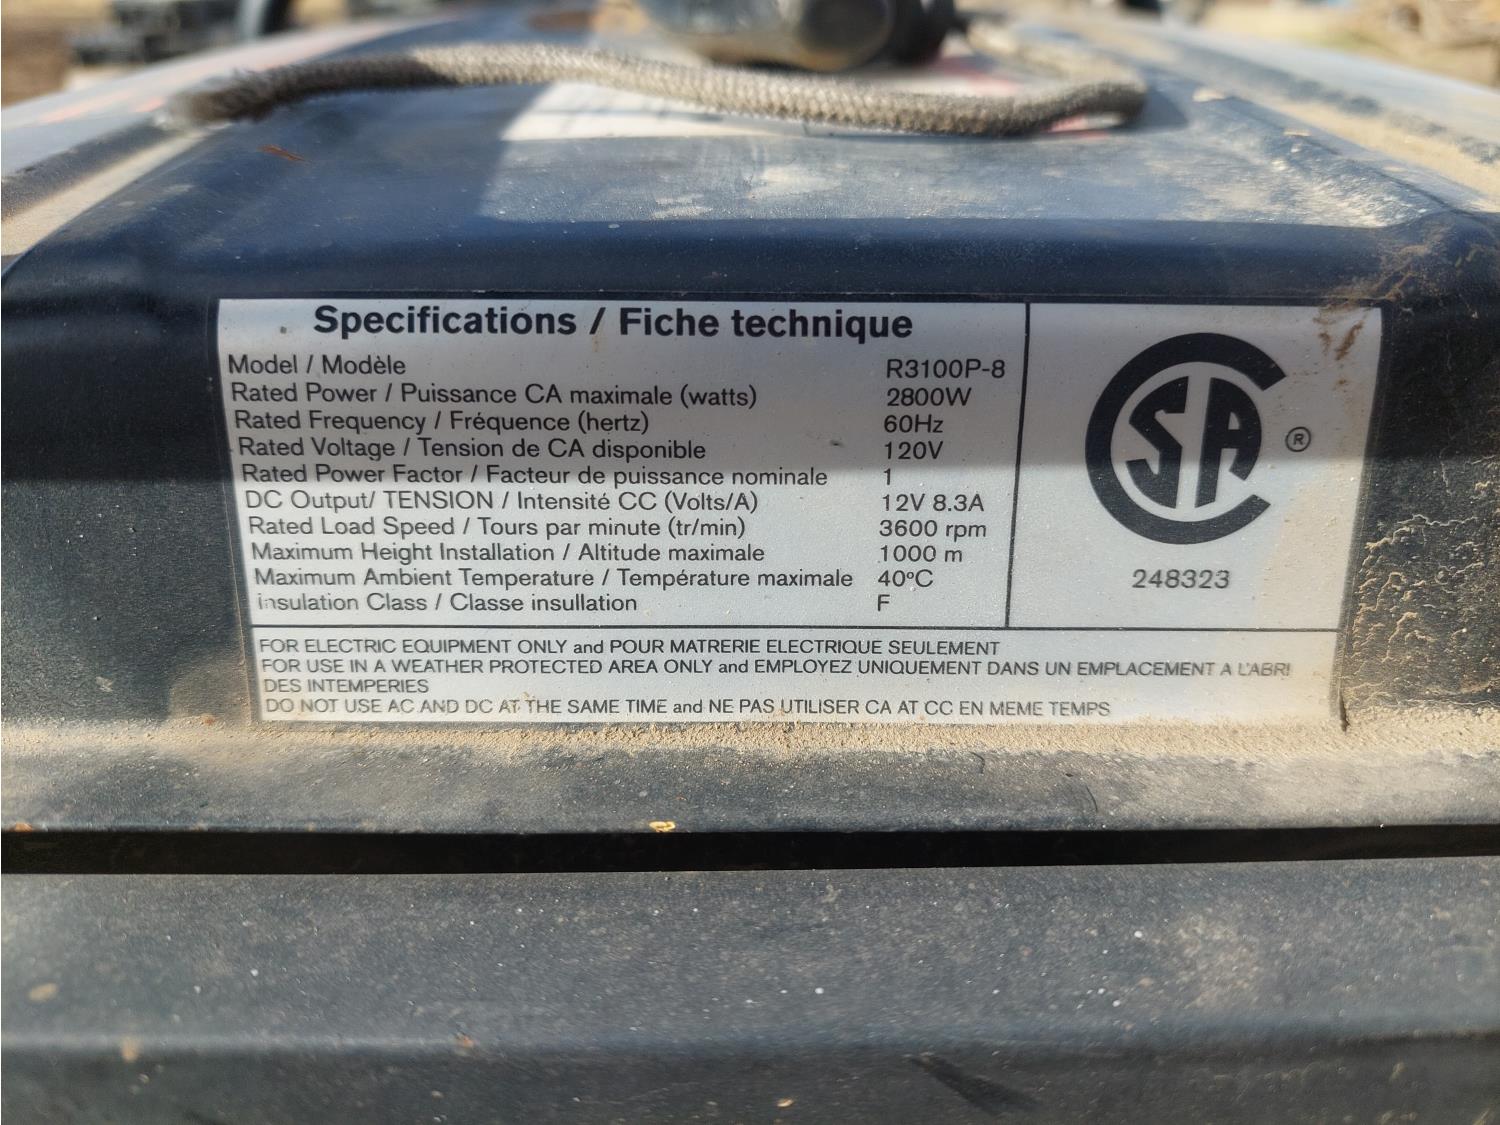 Specifications / Fiche technique
Model / Modèle R3100P-8
Rated Power / Puissance CA maximale (watts) 2800W
Rated Frequency / Fréquence (hertz) 60Hz
Rated Voltage / Tension de CA disponible 120V
Rated Power Factor / Facteur de puissance nominale 1
DC Output/ TENSION / Intensité CC (Volts/A) 12V 8.3A
Rated Load Speed / Tours par minute (tr/min) 3600 rpm
Maximum Height Installation / Altitude maximale 1000 m
Maximum Ambient Temperature / Température maximale 40°C
insulation Class / Classe insullation F
CSA ®
248323
FOR ELECTRIC EQUIPMENT ONLY and POUR MATRERIE ELECTRIQUE SEULEMENT
FOR USE IN A WEATHER PROTECTED AREA ONLY and EMPLOYEZ UNIQUEMENT DANS UN EMPLACEMENT A L'ABRI
DES INTEMPERIES
DO NOT USE AC AND DC AT THE SAME TIME and NE PAS UTILISER CA AT CC EN MEME TEMPS